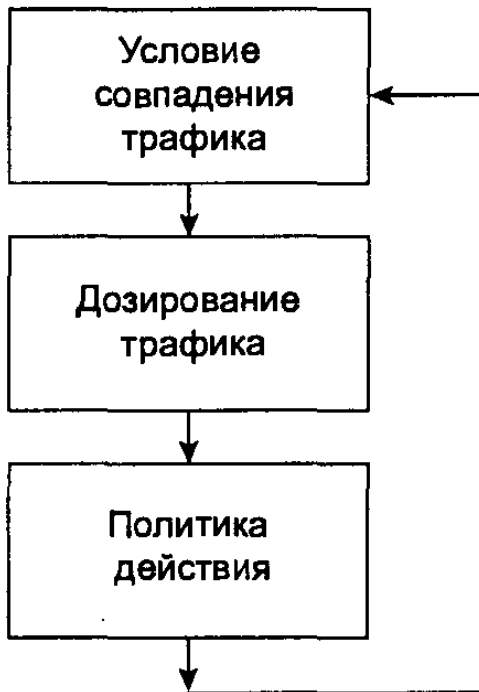 Условие
совпадения
трафика
Дозирование
трафика
Политика
действия